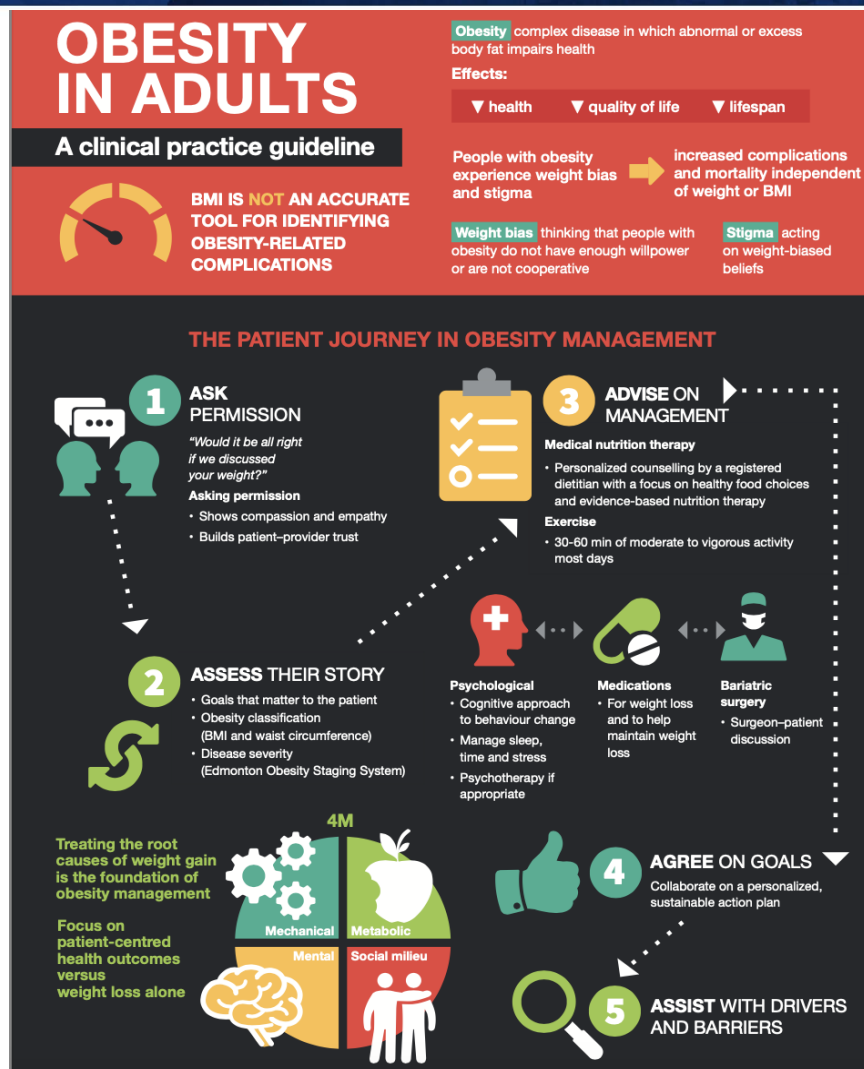 OBESITY
IN ADULTS
A clinical practice guideline
BMI IS NOT AN ACCURATE
TOOL FOR IDENTIFYING
OBESITY-RELATED
COMPLICATIONS
Obesity complex disease in which abnormal or excess
body fat impairs health
Effects:
▼ health ▼ quality of life ▼ lifespan
People with obesity
experience weight bias
and stigma
increased complications
and mortality independent
of weight or BMI
Weight bias thinking that people with
obesity do not have enough willpower
or are not cooperative
Stigma acting
on weight-biased
beliefs
THE PATIENT JOURNEY IN OBESITY MANAGEMENT
1
ASK
PERMISSION
"Would it be all right
if we discussed
your weight?"
Asking permission
• Shows compassion and empathy
• Builds patient–provider trust
2
ASSESS THEIR STORY
• Goals that matter to the patient
• Obesity classification
(BMI and waist circumference)
• Disease severity
(Edmonton Obesity Staging System)
Treating the root
causes of weight gain
is the foundation of
obesity management
Focus on
patient-centred
health outcomes
versus
weight loss alone
4M
Mechanical
Metabolic
Mental
Social milieu
3
ADVISE ON
MANAGEMENT
Medical nutrition therapy
• Personalized counselling by a registered
dietitian with a focus on healthy food choices
and evidence-based nutrition therapy
Exercise
• 30-60 min of moderate to vigorous activity
most days
Psychological
• Cognitive approach
to behaviour change
• Manage sleep,
time and stress
• Psychotherapy if
appropriate
Medications
• For weight loss
and to help
maintain weight
loss
Bariatric
surgery
• Surgeon–patient
discussion
4
AGREE ON GOALS
Collaborate on a personalized,
sustainable action plan
5
ASSIST WITH DRIVERS
AND BARRIERS